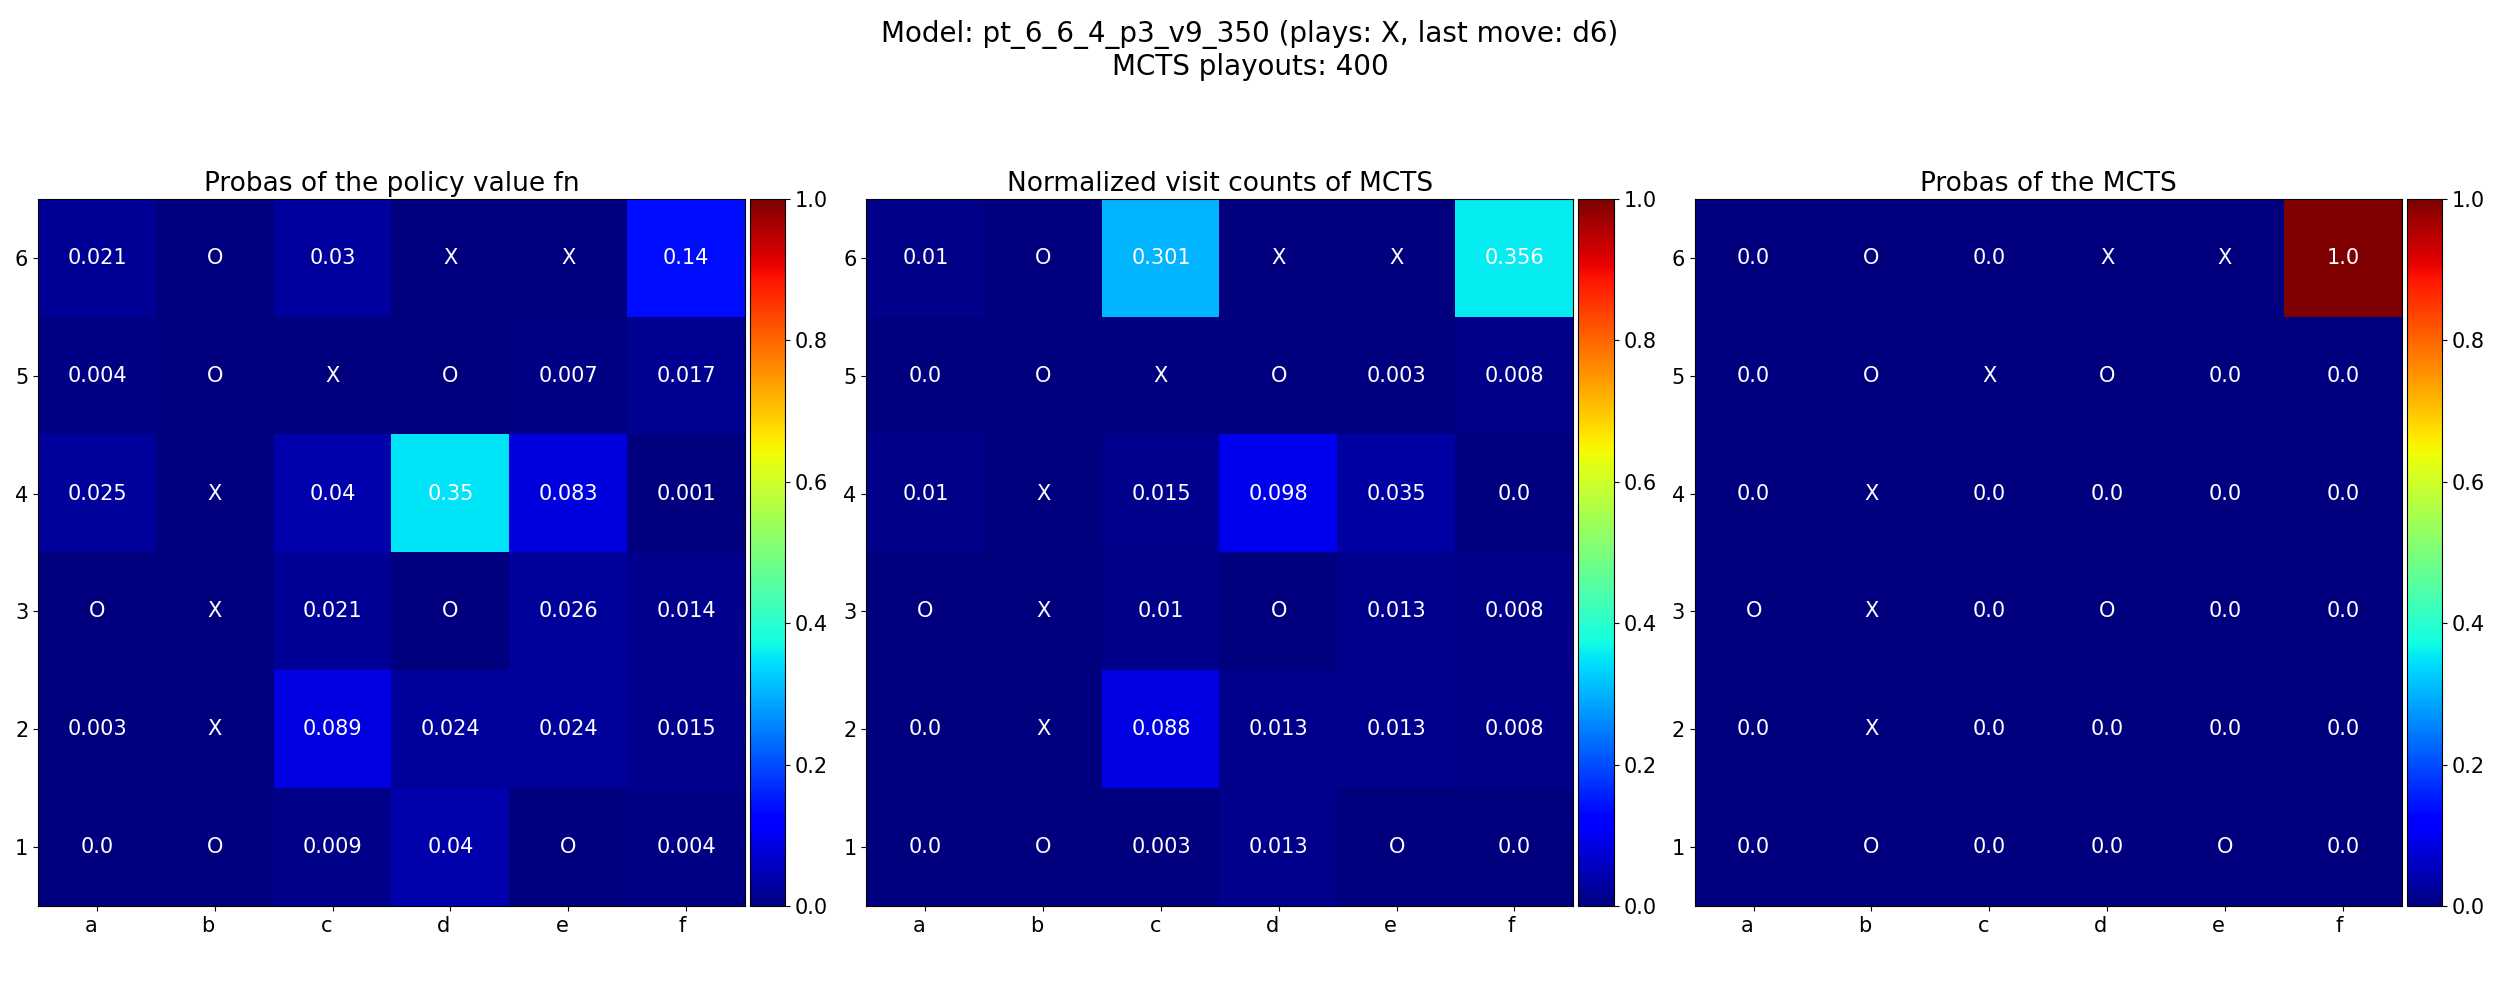 Model: pt_6_6_4_p3_v9_350 (plays: X, last move: d6)
MCTS playouts: 400
Probas of the policy value fn
6 0.021 O 0.03 X X 0.14
5 0.004 O X O 0.007 0.017
4 0.025 X 0.04 0.35 0.083 0.001
3 O X 0.021 O 0.026 0.014
2 0.003 X 0.089 0.024 0.024 0.015
1 0.0 O 0.009 0.04 O 0.004
a b c d e f
1.0
0.8
0.6
0.4
0.2
0.0
Normalized visit counts of MCTS
6 0.01 O 0.301 X X 0.356
5 0.0 O X O 0.003 0.008
4 0.01 X 0.015 0.098 0.035 0.0
3 O X 0.01 O 0.013 0.008
2 0.0 X 0.088 0.013 0.013 0.008
1 0.0 O 0.003 0.013 O 0.0
a b c d e f
1.0
0.8
0.6
0.4
0.2
0.0
Probas of the MCTS
6 0.0 O 0.0 X X 1.0
5 0.0 O X O 0.0 0.0
4 0.0 X 0.0 0.0 0.0 0.0
3 O X 0.0 O 0.0 0.0
2 0.0 X 0.0 0.0 0.0 0.0
1 0.0 O 0.0 0.0 O 0.0
a b c d e f
1.0
0.8
0.6
0.4
0.2
0.0